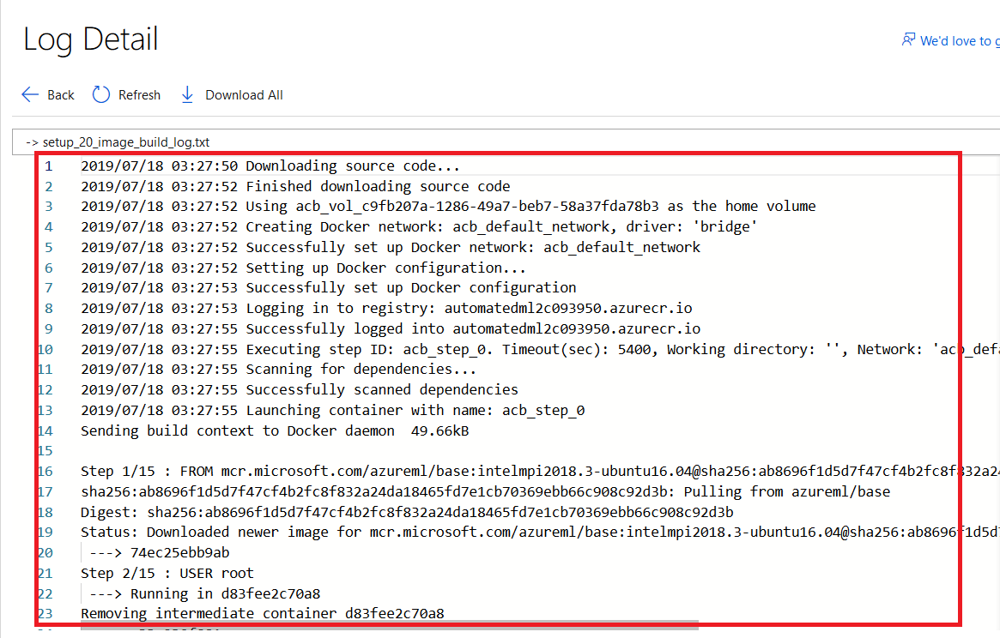 Log Detail
We'd love to g
Back Refresh Download All
-> setup_20_image_build_log.txt
1 2019/07/18 03:27:50 Downloading source code...
2 2019/07/18 03:27:52 Finished downloading source code
3 2019/07/18 03:27:52 Using acb_vol_c9fb207a-1286-49a7-beb7-58a37fda78b3 as the home volume
4 2019/07/18 03:27:52 Creating Docker network: acb_default_network, driver: 'bridge'
5 2019/07/18 03:27:52 Successfully set up Docker network: acb_default_network
6 2019/07/18 03:27:52 Setting up Docker configuration...
7 2019/07/18 03:27:53 Successfully set up Docker configuration
8 2019/07/18 03:27:53 Logging in to registry: automatedml2c093950.azurecr.io
9 2019/07/18 03:27:55 Successfully logged into automatedml2c093950.azurecr.io
10 2019/07/18 03:27:55 Executing step ID: acb_step_0. Timeout(sec): 5400, Working directory: '', Network: 'acb_defa
11 2019/07/18 03:27:55 Scanning for dependencies...
12 2019/07/18 03:27:55 Successfully scanned dependencies
13 2019/07/18 03:27:55 Launching container with name: acb_step_0
14 Sending build context to Docker daemon  49.66kB
15
16 Step 1/15 : FROM mcr.microsoft.com/azureml/base:intelmpi2018.3-ubuntu16.04@sha256:ab8696f1d5d7f47cf4b2fc8f832a24
17 sha256:ab8696f1d5d7f47cf4b2fc8f832a24da18465fd7e1cb70369ebb66c908c92d3b: Pulling from azureml/base
18 Digest: sha256:ab8696f1d5d7f47cf4b2fc8f832a24da18465fd7e1cb70369ebb66c908c92d3b
19 Status: Downloaded newer image for mcr.microsoft.com/azureml/base:intelmpi2018.3-ubuntu16.04@sha256:ab8696f1d5d7
20 ---> 74ec25ebb9ab
21 Step 2/15 : USER root
22 ---> Running in d83fee2c70a8
23 Removing intermediate container d83fee2c70a8